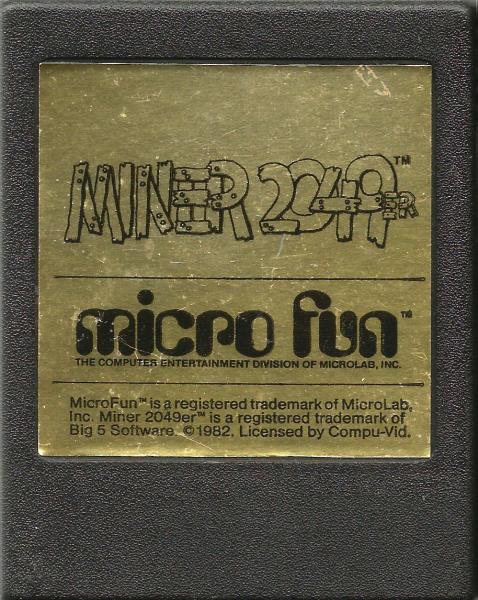 MINER 2049ER™
micro fun™
THE COMPUTER ENTERTAINMENT DIVISION OF MICROLAB, INC.
MicroFun™ is a registered trademark of MicroLab,
Inc. Miner 2049er™ is a registered trademark of
Big 5 Software. ©1982. Licensed by Compu-Vid.